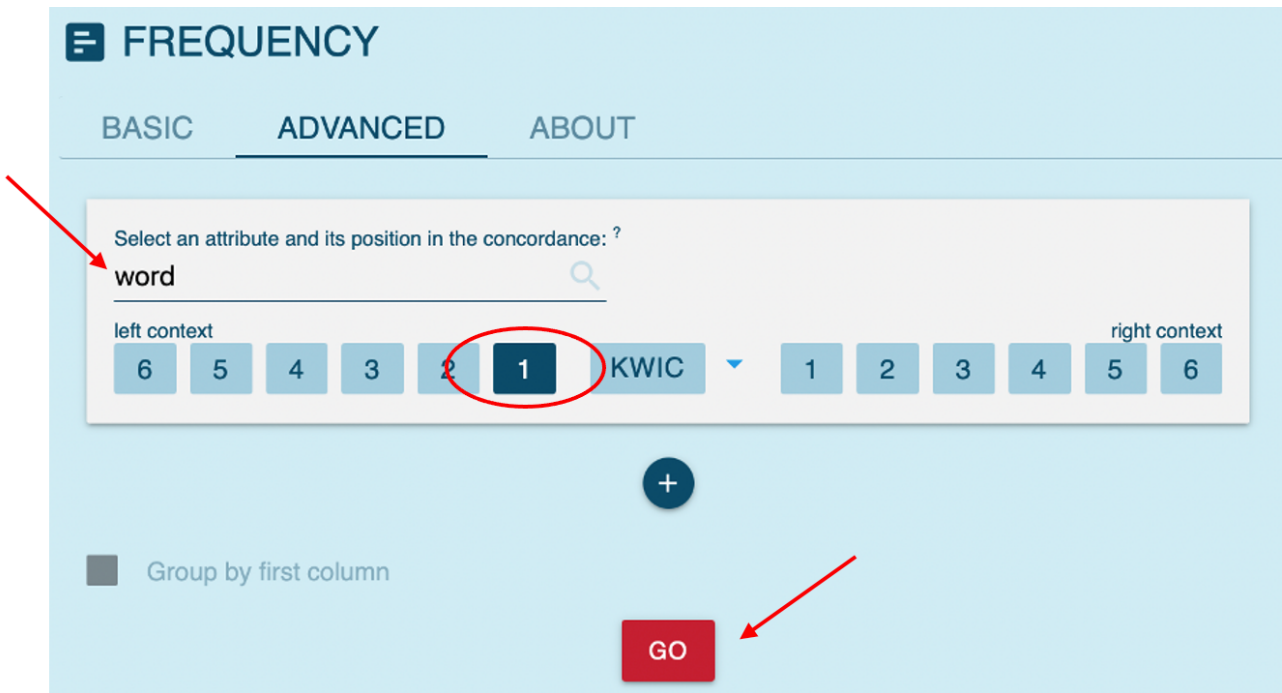 FREQUENCY
BASIC ADVANCED ABOUT
Select an attribute and its position in the concordance: ?
word
left context right context
6 5 4 3 2 1 KWIC 1 2 3 4 5 6
+
Group by first column
GO